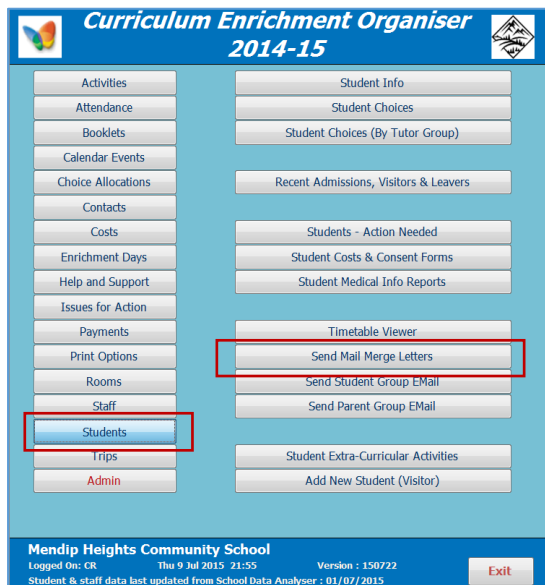 Curriculum Enrichment Organiser
2014-15
Activities
Attendance
Booklets
Calendar Events
Choice Allocations
Contacts
Costs
Enrichment Days
Help and Support
Issues for Action
Payments
Print Options
Rooms
Staff
Students
Trips
Admin
Student Info
Student Choices
Student Choices (By Tutor Group)
Recent Admissions, Visitors & Leavers
Students - Action Needed
Student Costs & Consent Forms
Student Medical Info Reports
Timetable Viewer
Send Mail Merge Letters
Send Student Group EMail
Send Parent Group EMail
Student Extra-Curricular Activities
Add New Student (Visitor)
Mendip Heights Community School
Logged On: CR Thu 9 Jul 2015 21:55 Version : 150722
Student & staff data last updated from School Data Analyser : 01/07/2015
Exit